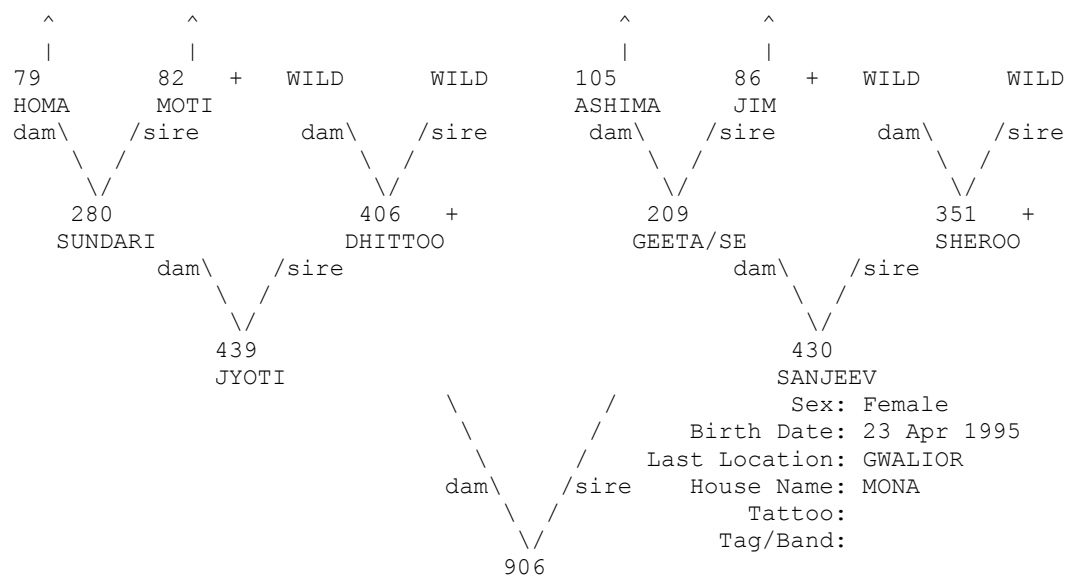 ^ ^ ^ ^
| | | |
79 82 + WILD WILD 105 86 + WILD WILD
HOMA MOTI ASHIMA JIM
dam\ /sire dam\ /sire dam\ /sire dam\ /sire
\ / \ / \ / \ /
\/ \/ \/ \/
280 406 + 209 351 +
SUNDARI DHITTOO GEETA/SE SHEROO
dam\ /sire dam\ /sire
\ / \ /
\/ \/
439 430
JYOTI SANJEEV
\ / Sex: Female
\ / Birth Date: 23 Apr 1995
\ / Last Location: GWALIOR
dam\ /sire House Name: MONA
\ / Tattoo:
\/ Tag/Band:
906